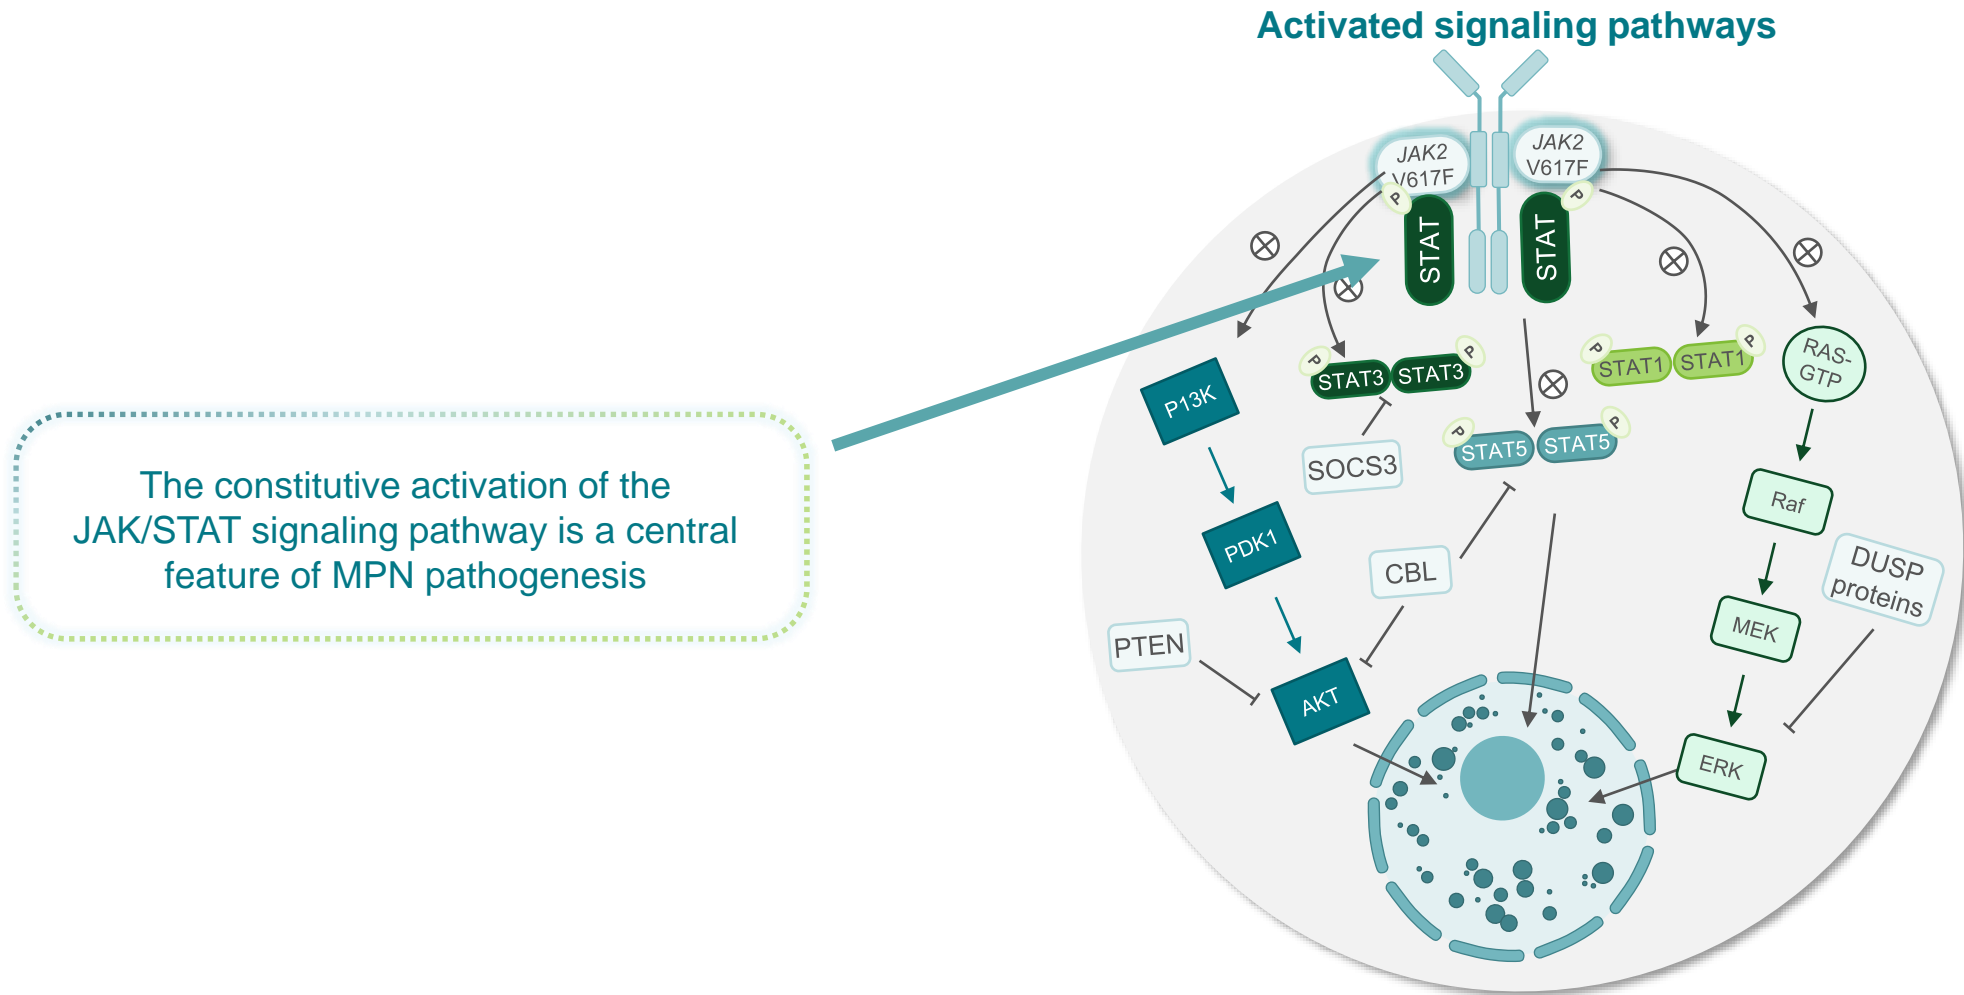 Activated signaling pathways
JAK2
V617F
JAK2
V617F
P
P
STAT
STAT
P
P
STAT3
STAT3
P
P
STAT1
STAT1
RAS-
GTP
P13K
SOCS3
P
P
STAT5
STAT5
Raf
The constitutive activation of the
JAK/STAT signaling pathway is a central
feature of MPN pathogenesis
PDK1
CBL
DUSP
proteins
PTEN
MEK
AKT
ERK